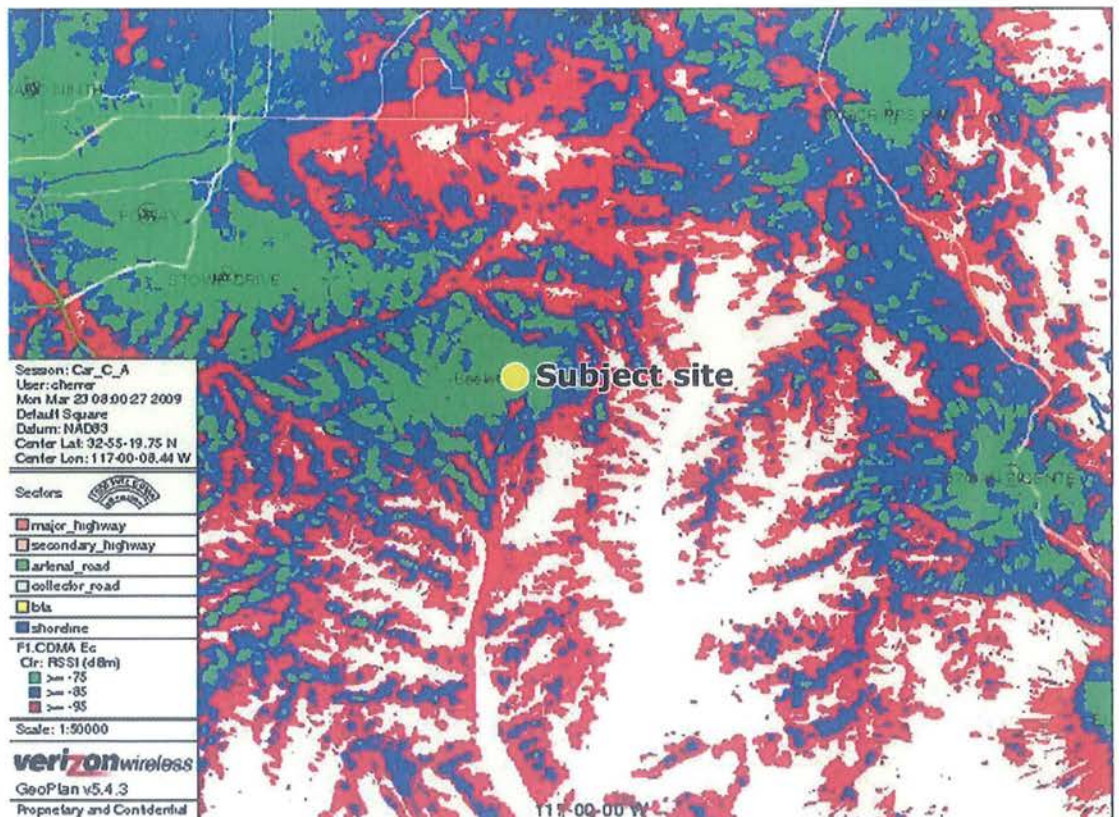 POWAY
STOWE DRIVE
Subject site
Session: Car_C_A
User: cherrer
Mon Mar 23 08:00:27 2009
Default Square
Datum: NAD83
Center Lat: 32-55-19.75 N
Center Lon: 117-00-08.44 W
Sectors
major_highway
secondary_highway
arterial_road
collector_road
bta
shoreline
F1.CDMA Ec
Clr: RSSI (dBm)
>= -75
>= -85
>= -95
Scale: 1:50000
verizonwireless
GeoPlan v5.4.3
Proprietary and Confidential
117-00-00 W